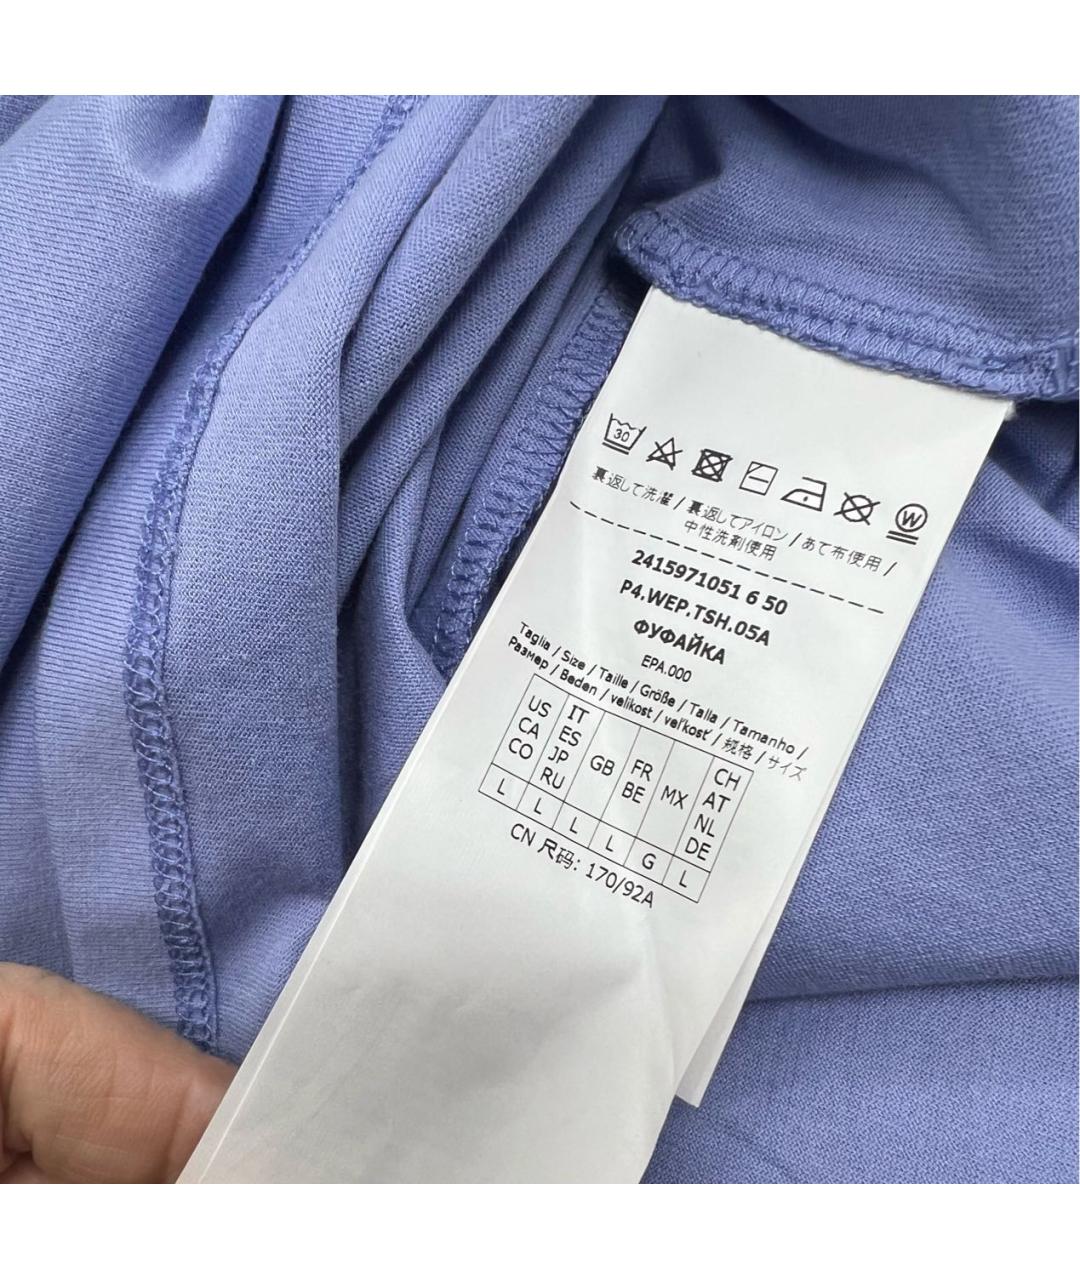 30
W
裏返して洗濯 / 裏返してアイロン / あて布使用 /
中性洗剤使用
2415971051 6 50
P4.WEP.TSH.05A
ФУФАЙКА
EPA.000
Taglia / Size / Taille / Größe / Talla / Tamanho /
Размер / Beden / velikost / veľkosť / 规格 / サイズ
US CA CO
IT ES JP RU
GB
FR BE
MX
CH AT NL DE
L L L L G L
CN 尺码: 170/92A